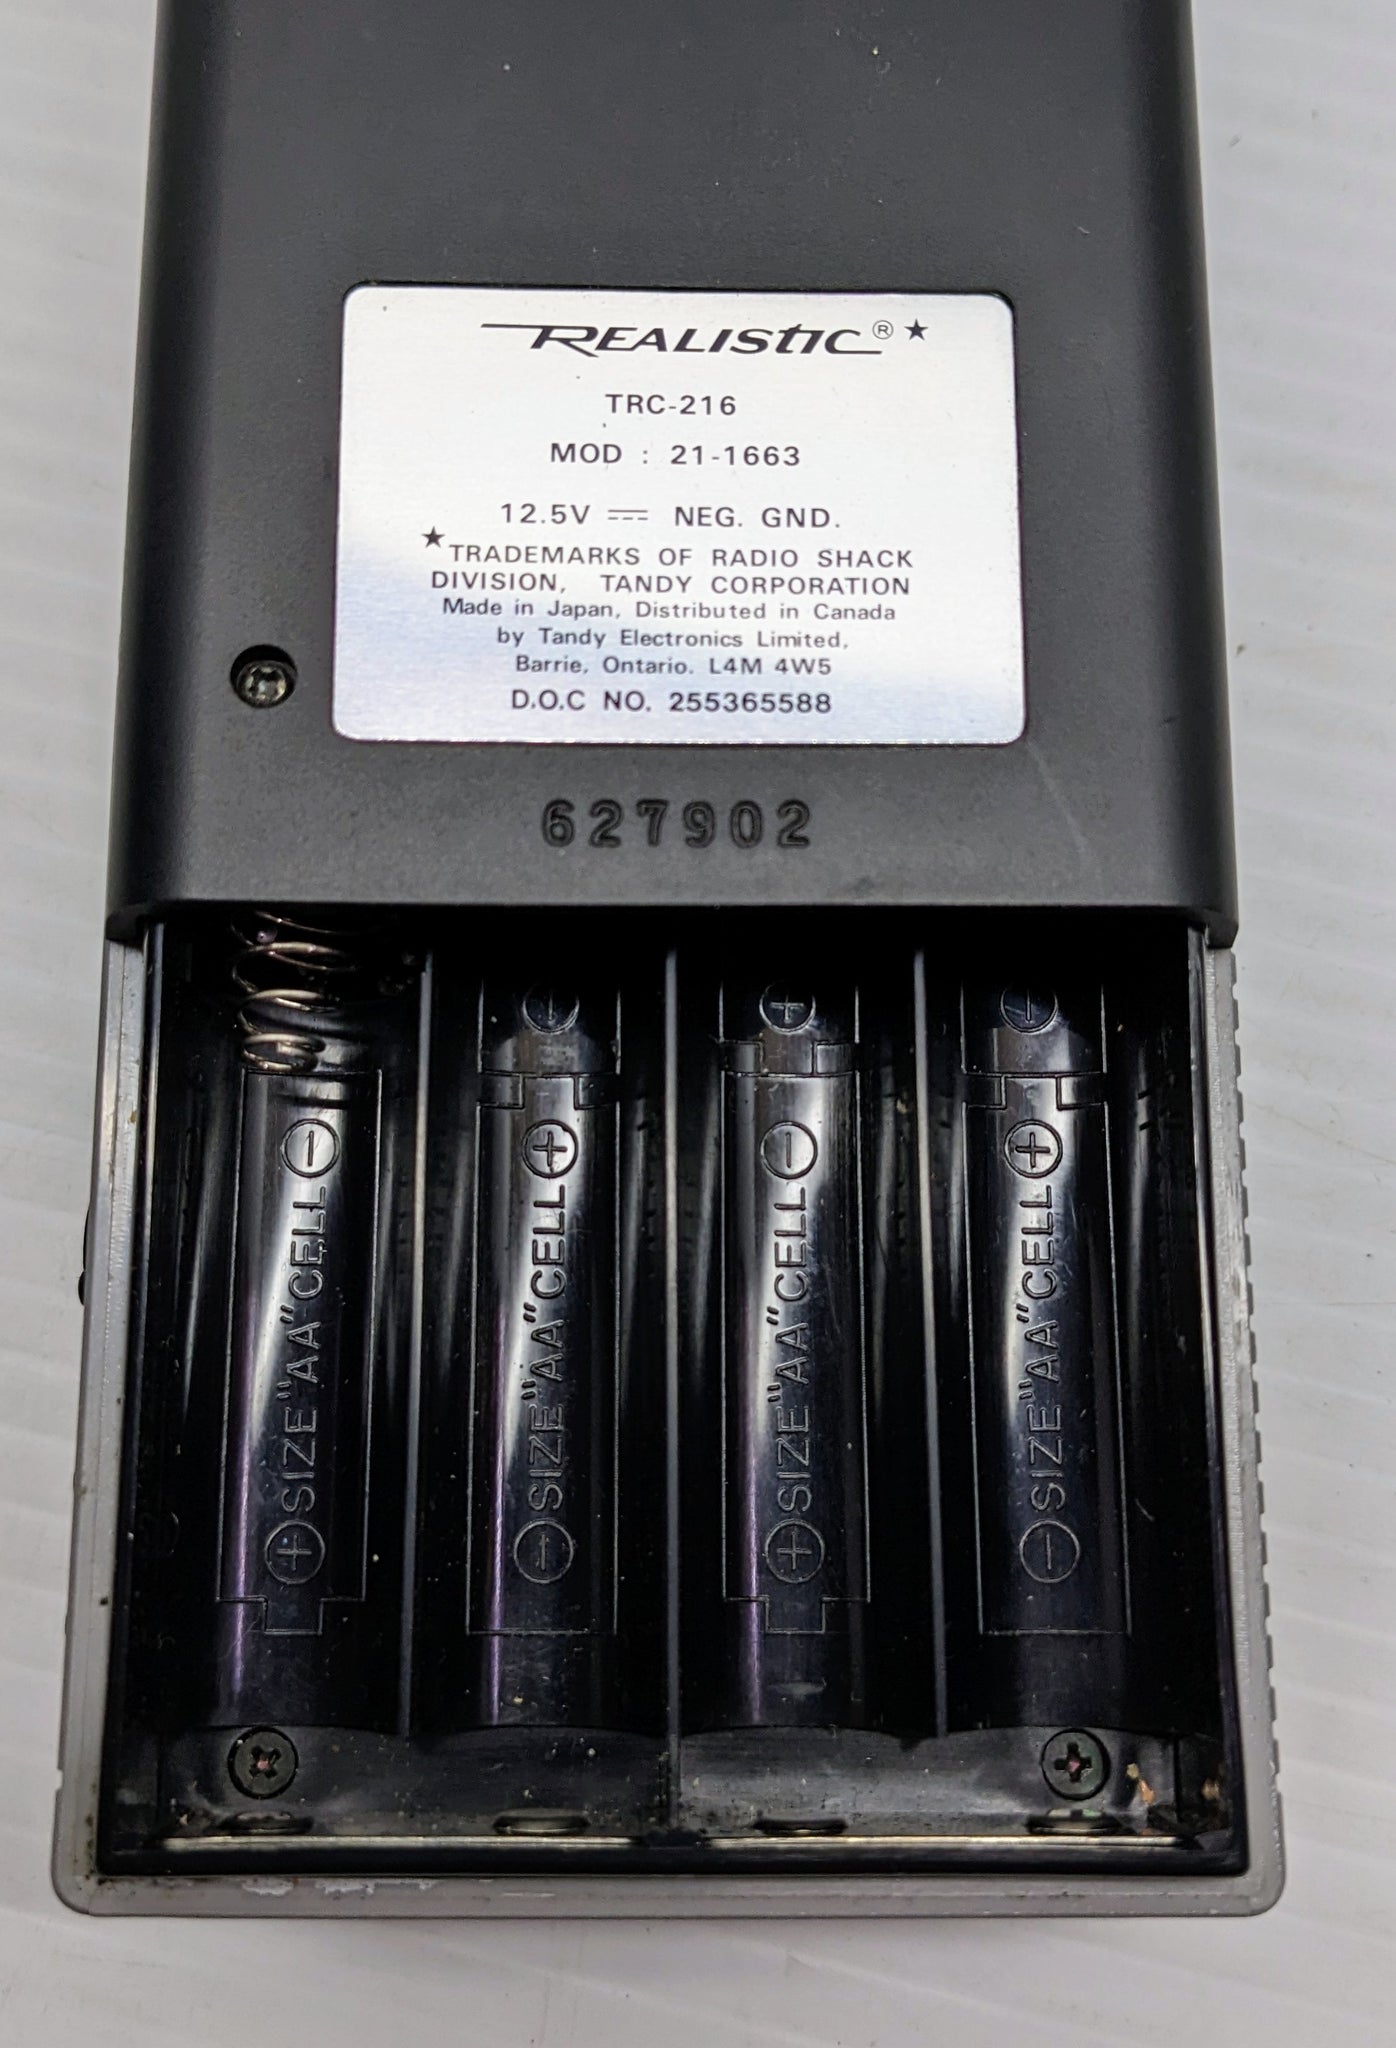 REALISTIC® ★
TRC-216
MOD : 21-1663
12.5V ⎓ NEG. GND.
★TRADEMARKS OF RADIO SHACK
DIVISION, TANDY CORPORATION
Made in Japan, Distributed in Canada
by Tandy Electronics Limited,
Barrie, Ontario. L4M 4W5
D.O.C NO. 255365588
627902
- + -
+ SIZE "AA" CELL -
- SIZE "AA" CELL +
+ SIZE "AA" CELL -
- SIZE "AA" CELL +